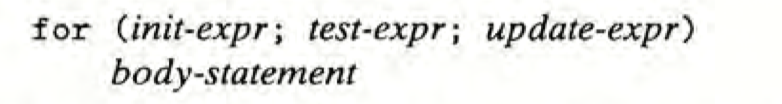 for (init-expr; test-expr; update-expr)
body-statement